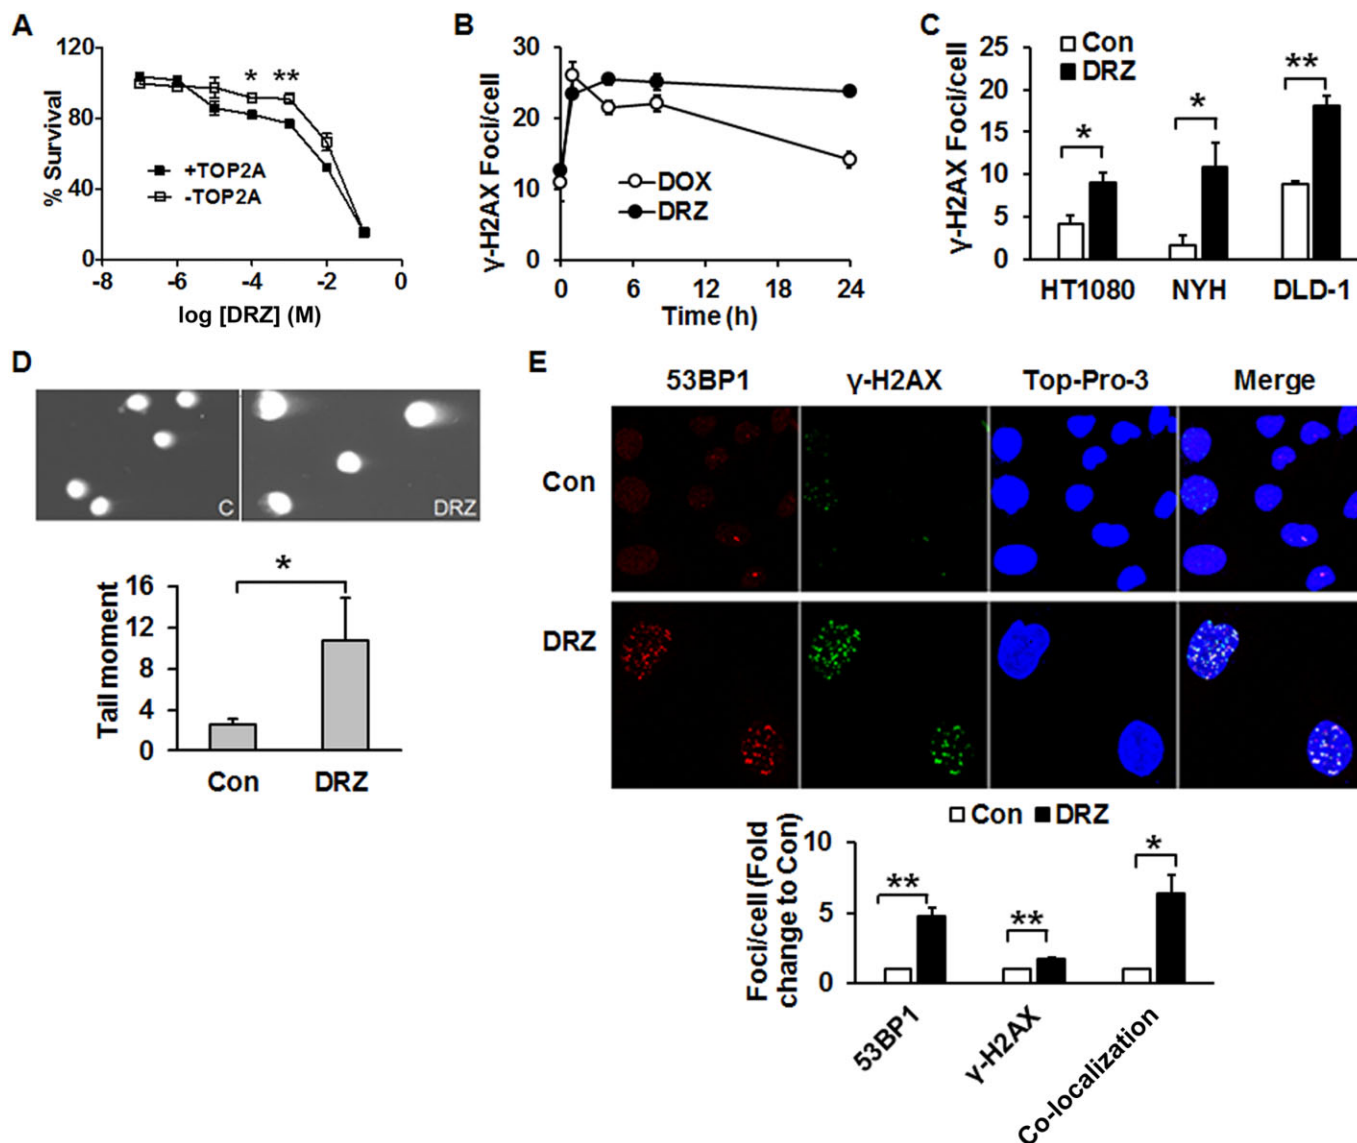 A
% Survival
120
80
40
0
* **
+TOP2A
-TOP2A
-8 -6 -4 -2 0
log [DRZ] (M)
B
γ-H2AX Foci/cell
30
20
10
0
DOX
DRZ
0 6 12 18 24
Time (h)
C
γ-H2AX Foci/cell
25
20
15
10
5
0
Con
DRZ
* * **
HT1080 NYH DLD-1
D
C DRZ
Tail moment
16
12
8
4
0
*
Con DRZ
E
53BP1 γ-H2AX Top-Pro-3 Merge
Con
DRZ
Con DRZ
Foci/cell (Fold
change to Con)
10
5
0
** ** *
53BP1
γ-H2AX
Co-localization